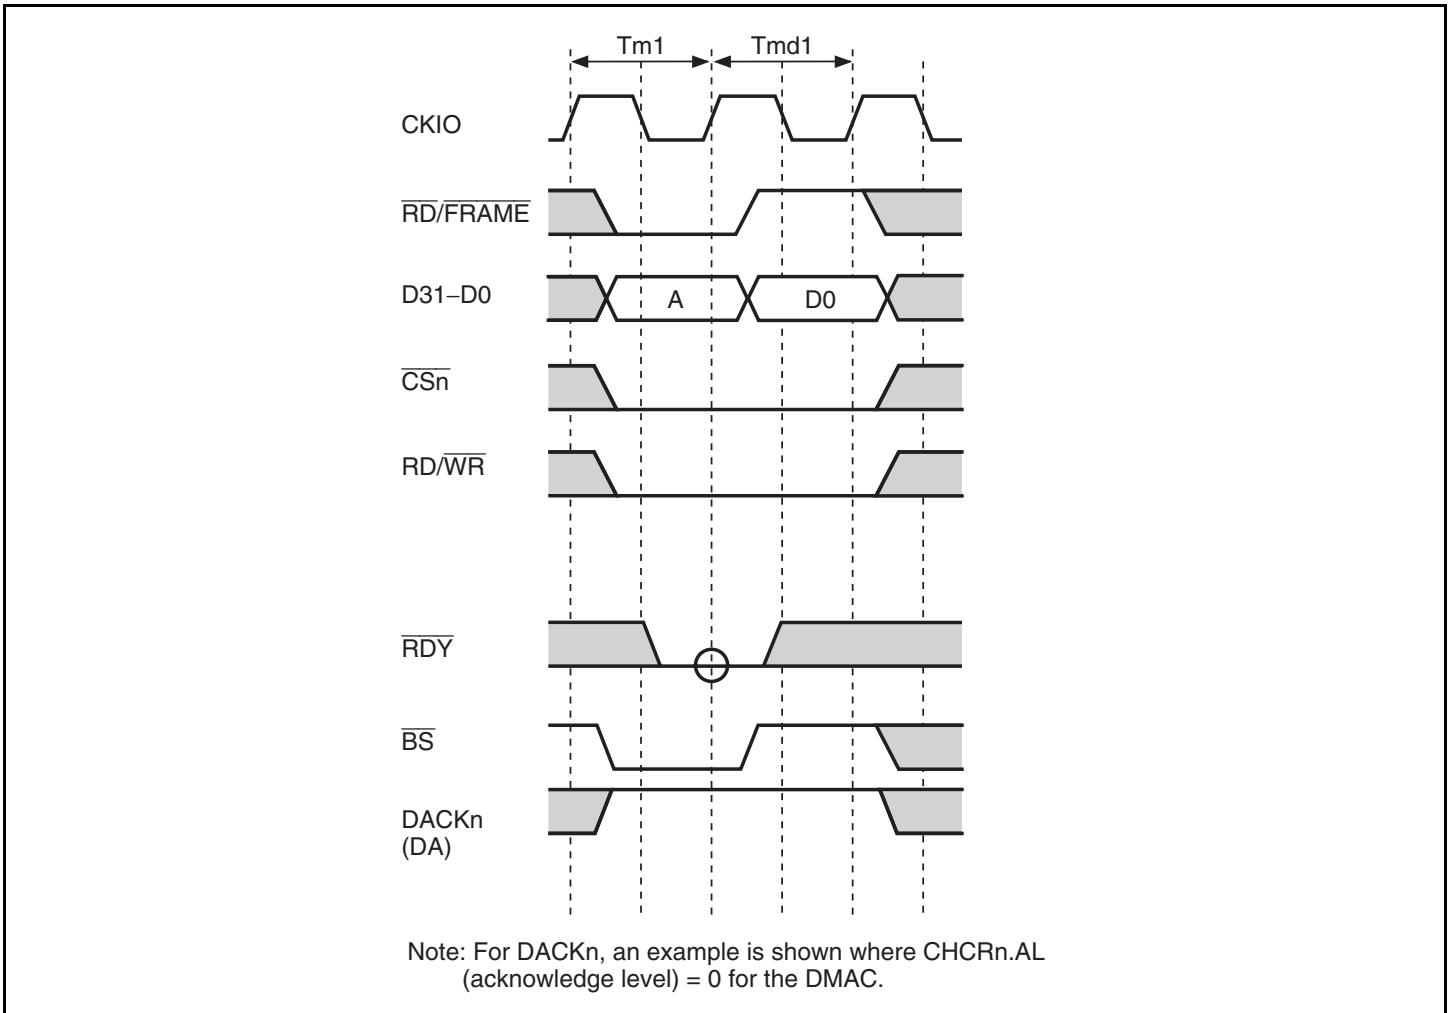 Tm1 Tmd1
CKIO
RD/FRAME
D31–D0 A D0
CSn
RD/WR
RDY
BS
DACKn
(DA)
Note: For DACKn, an example is shown where CHCRn.AL
(acknowledge level) = 0 for the DMAC.